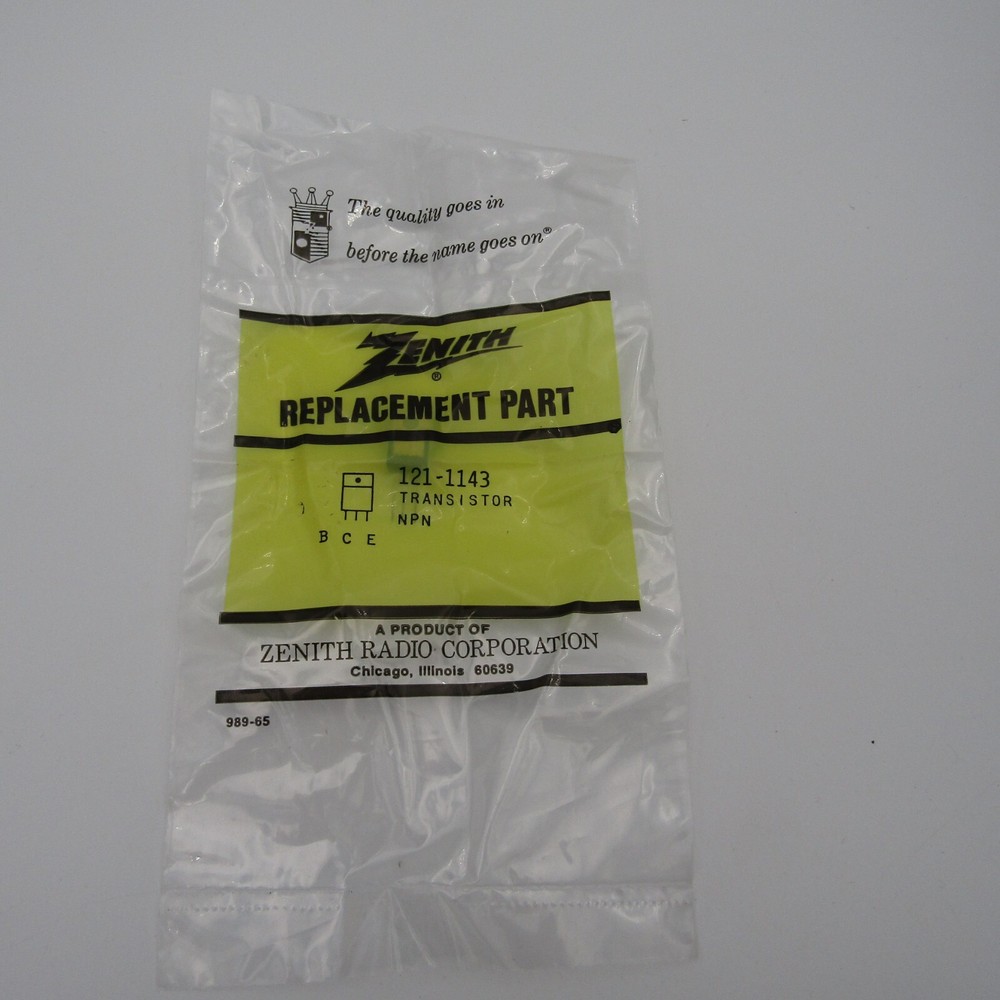 The quality goes in
before the name goes on®
ZENITH
®
REPLACEMENT PART
121-1143
TRANSISTOR
NPN
B C E
A PRODUCT OF
ZENITH RADIO CORPORATION
Chicago, Illinois 60639
989-65